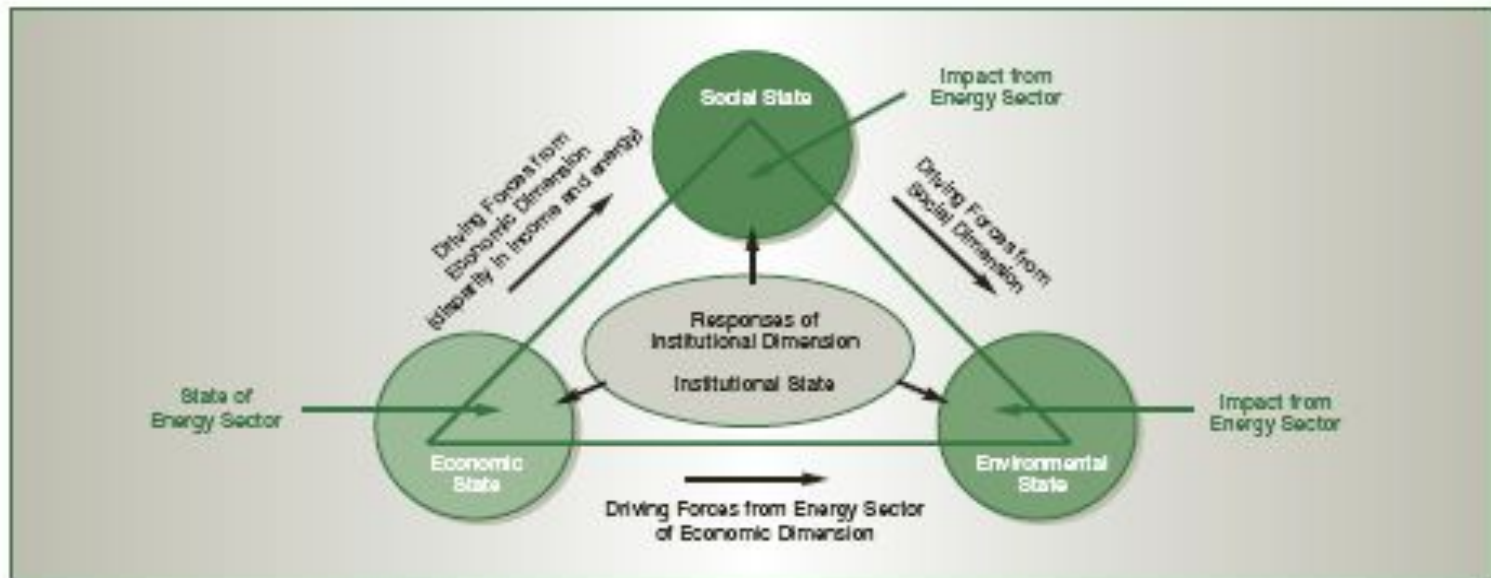 Social State
Impact from
Energy Sector
Driving Forces from
Economic Dimension
(disparity in income and energy)
Driving Forces from
Social Dimension
Responses of
Institutional Dimension
Institutional State
State of
Energy Sector
Impact from
Energy Sector
Economic
State
Environmental
State
Driving Forces from Energy Sector
of Economic Dimension